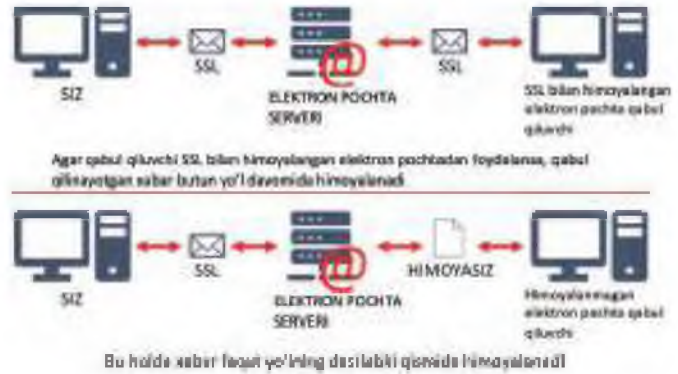 SIZ
SSL
ELEKTRON POCHTA
SERVERI
SSL
SSL bilan himoyalangan
elektron pochta qabul
qiluvchi
Agar qabul qiluvchi SSL bilan himoyalangan elektron pochtadan foydalansa, qabul
qilinayotgan xabar butun yo'l davomida himoyalanadi
SIZ
SSL
ELEKTRON POCHTA
SERVERI
HIMOYASIZ
Himoyalanmagan
elektron pochta qabul
qiluvchi
Bu holda xabar faqat yo'lning dastlabki qismida himoyalanadi